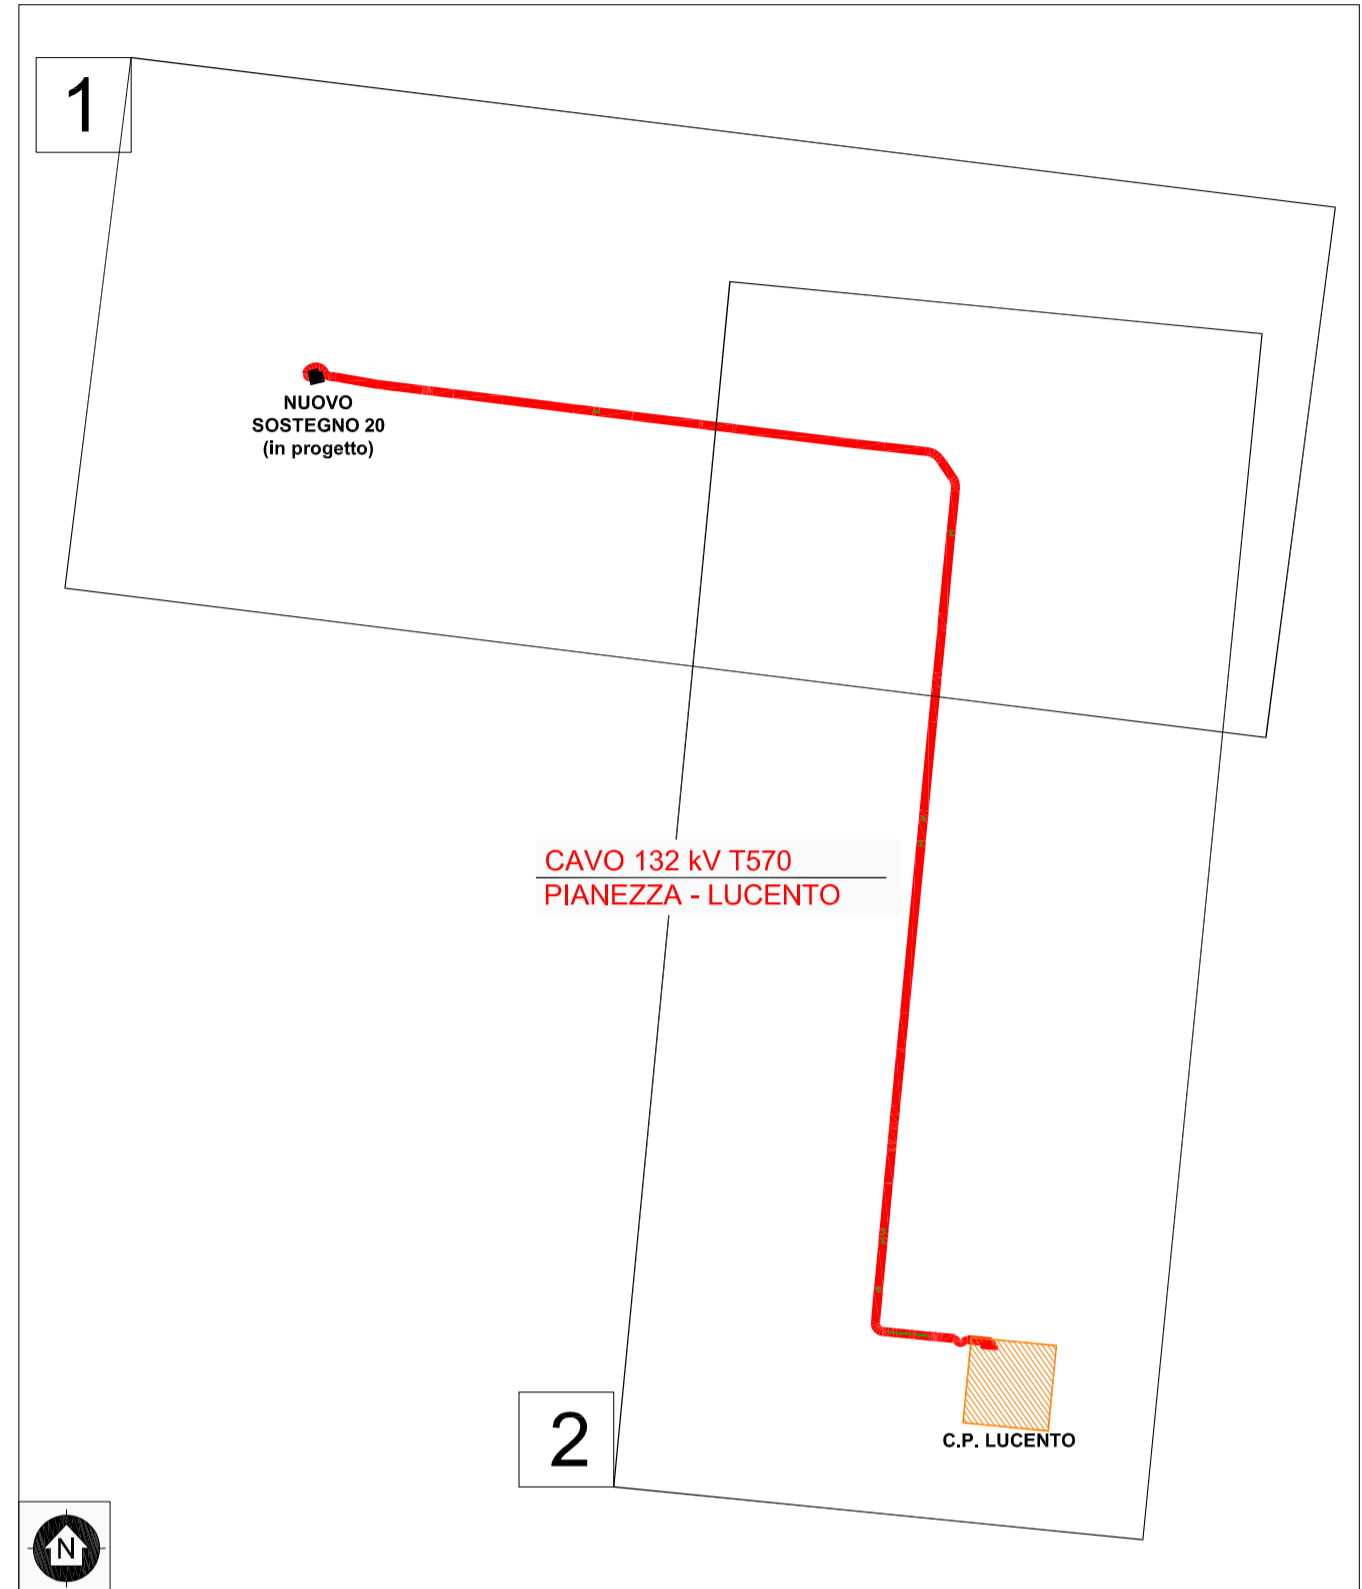 1
NUOVO
SOSTEGNO 20
(in progetto)
CAVO 132 kV T570
PIANEZZA - LUCENTO
2
C.P. LUCENTO
N